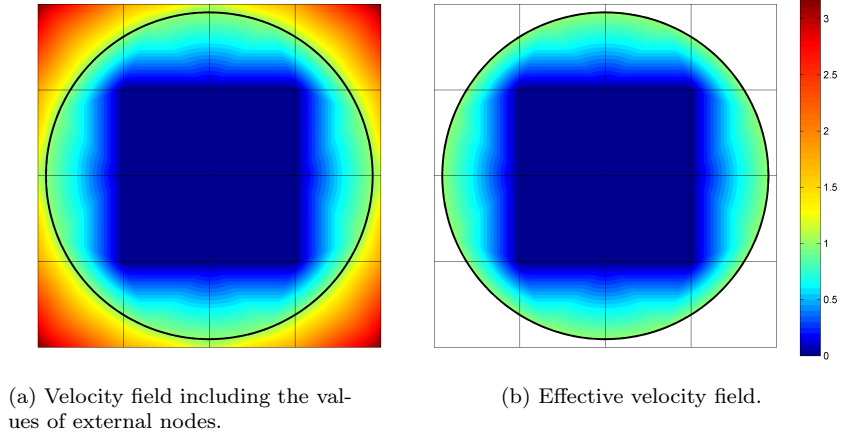 3
2.5
2
1.5
1
0.5
0
(a) Velocity field including the val-
ues of external nodes.
(b) Effective velocity field.